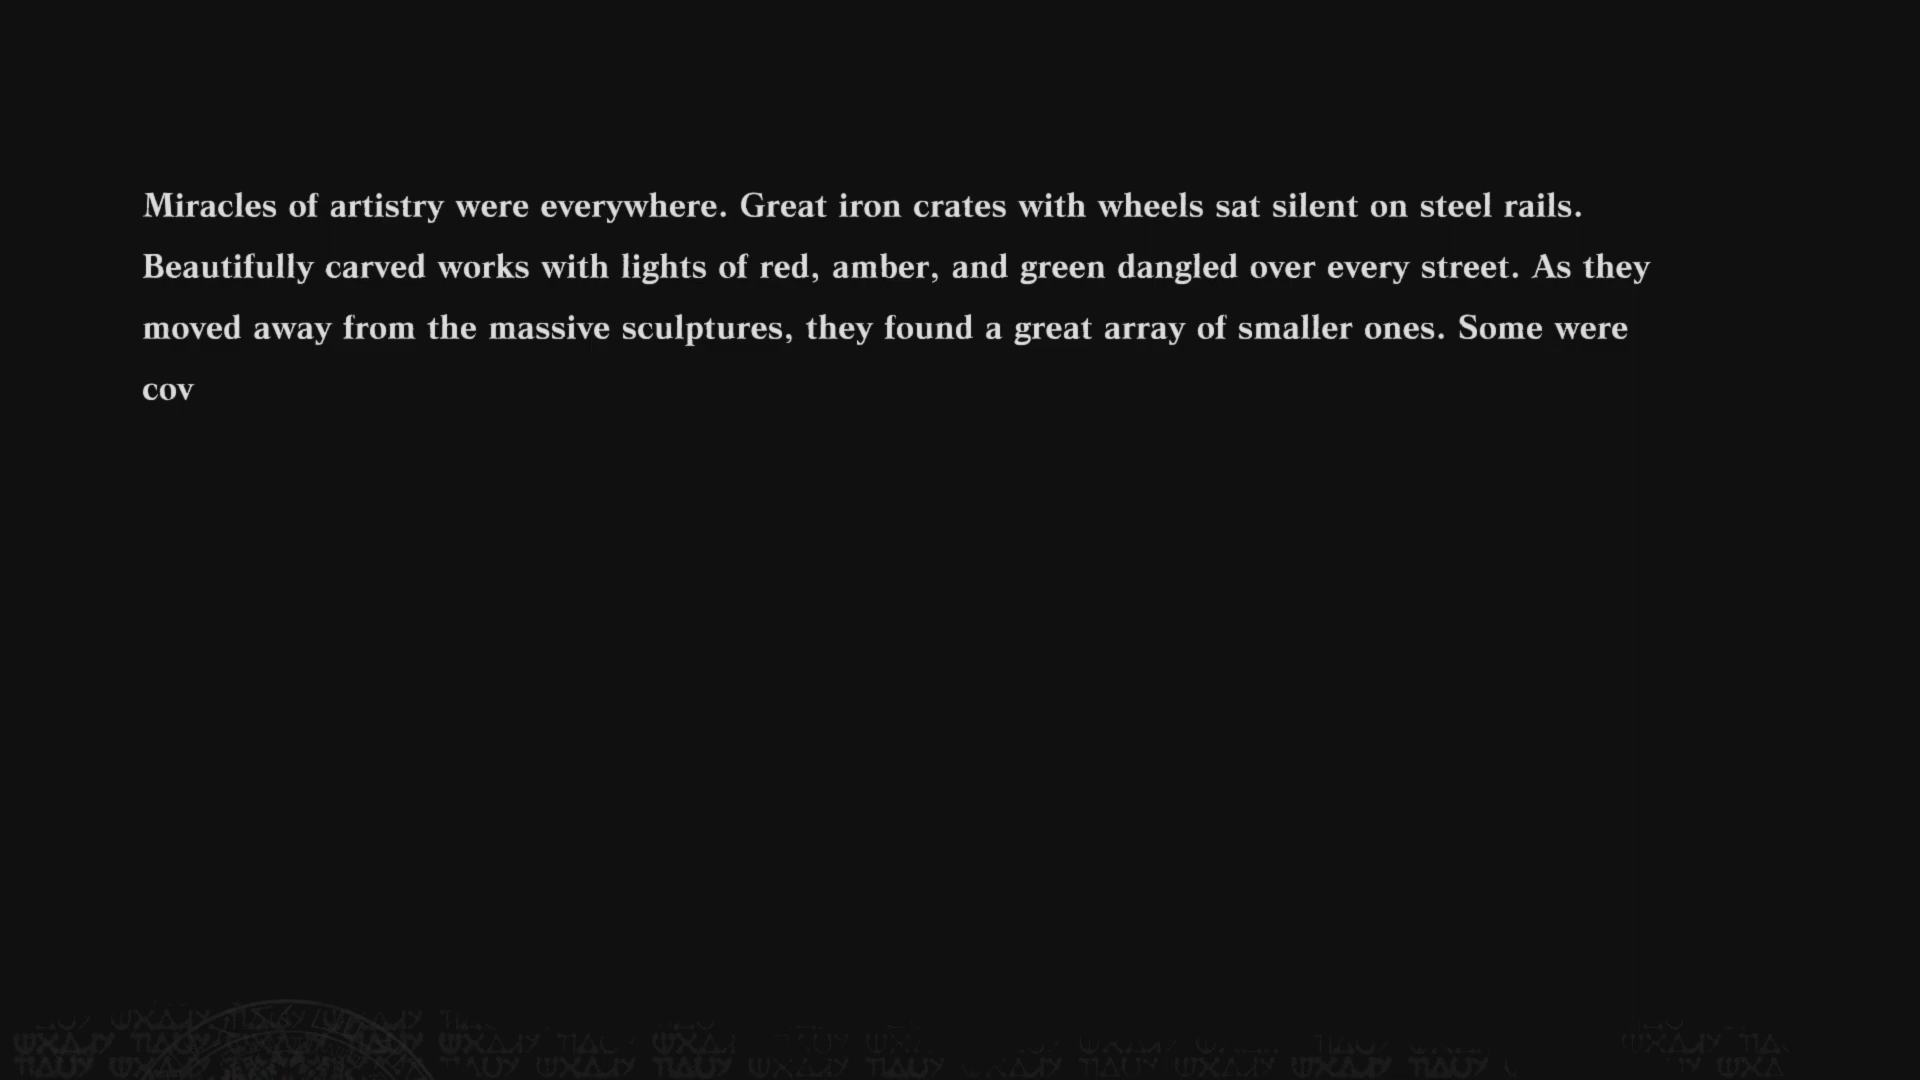 Miracles of artistry were everywhere. Great iron crates with wheels sat silent on steel rails.
Beautifully carved works with lights of red, amber, and green dangled over every street. As they
moved away from the massive sculptures, they found a great array of smaller ones. Some were
cov